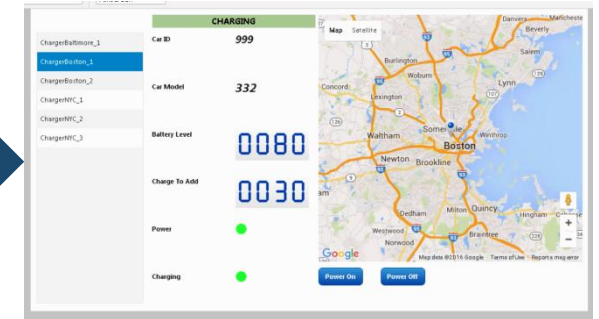 CHARGING
ChargerBaltimore_1
ChargerBoston_1
ChargerBoston_2
ChargerNYC_1
ChargerNYC_2
ChargerNYC_3
Car ID 999
Car Model 332
Battery Level 0080
Charge To Add 0030
Power
Charging
Map Satellite
Danvers
Mancheste
Beverly
Salem
Burlington
Woburn
Lynn
Concord
Lexington
Waltham
Winthrop
Boston
Newton
Brookline
Dedham
Milton
Quincy
Hingham
Westwood
Braintree
Norwood
Google
Map data ©2016 Google Terms of Use Report a map error
Power On Power Off